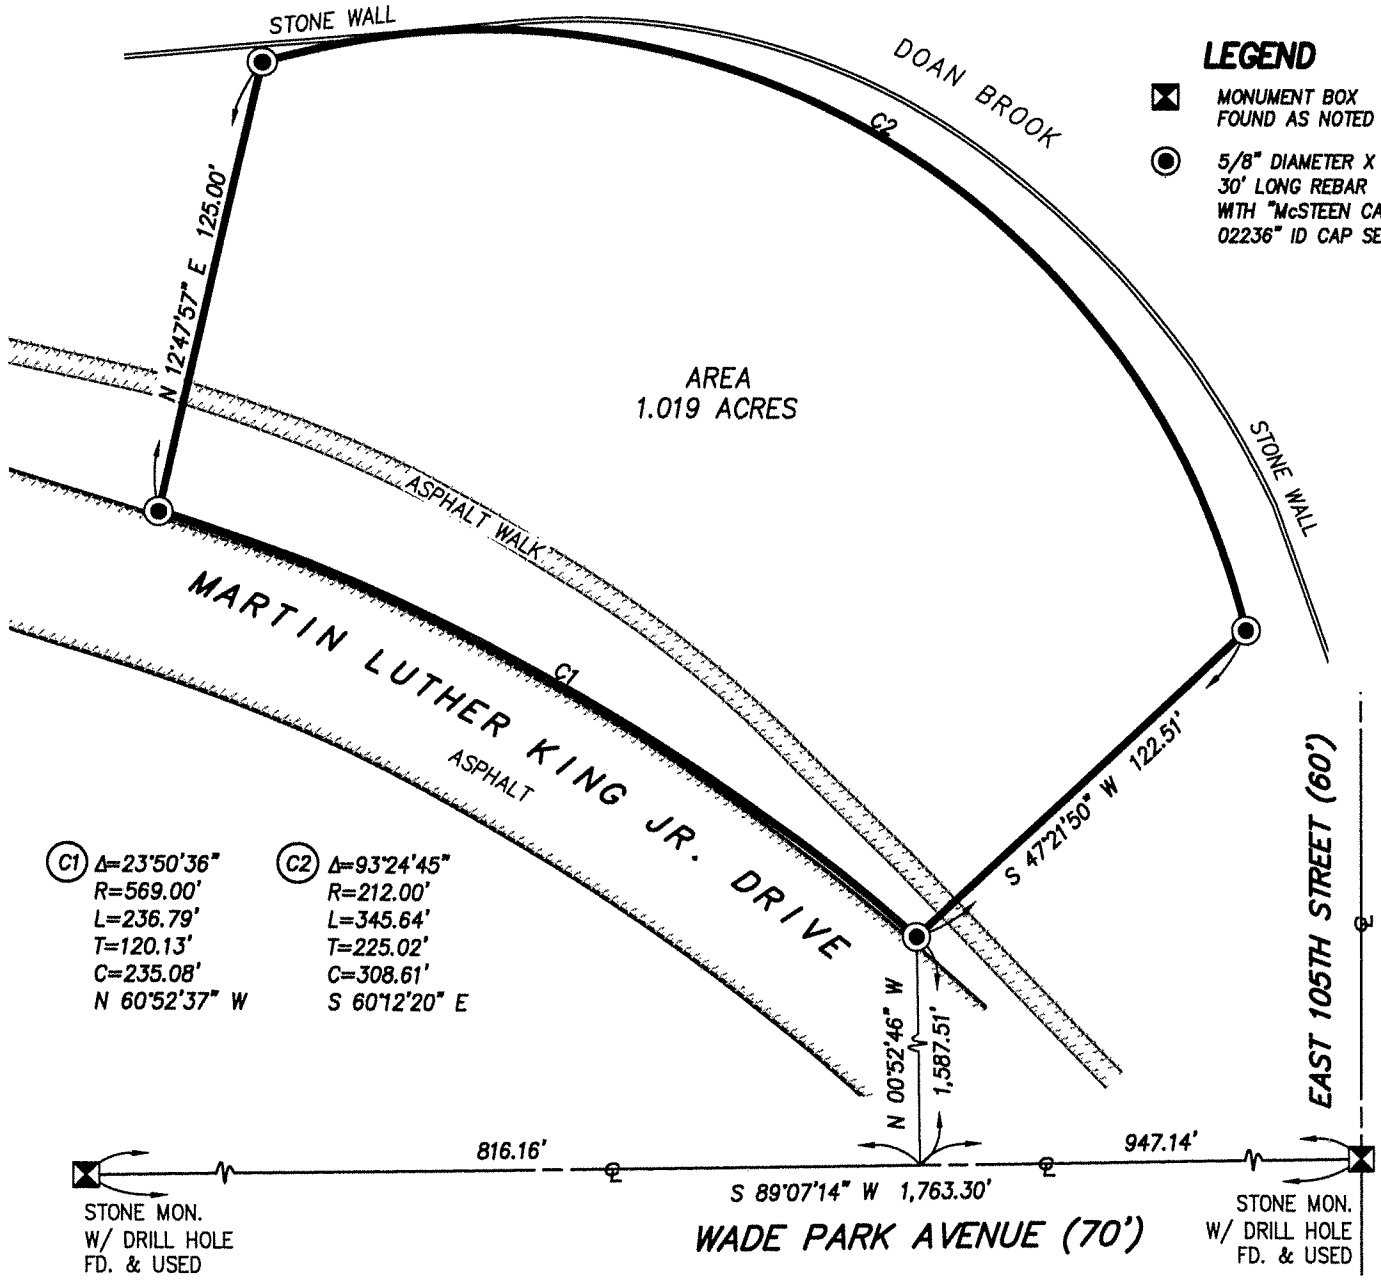 STONE WALL
DOAN BROOK
LEGEND
MONUMENT BOX
FOUND AS NOTED
5/8" DIAMETER X
30' LONG REBAR
WITH "McSTEEN
02236" ID CAP
C2
N 12°47'57" E 125.00'
AREA
1.019 ACRES
STONE WALL
ASPHALT WALK
C1
MARTIN LUTHER KING JR. DRIVE
ASPHALT
S 47°21'50" W 122.51'
EAST 105TH STREET (60')
C1 Δ=23°50'36"
R=569.00'
L=236.79'
T=120.13'
C=235.08'
N 60°52'37" W
C2 Δ=93°24'45"
R=212.00'
L=345.64'
T=225.02'
C=308.61'
S 60°12'20" E
N 00°52'46" W
1,587.51'
816.16'
947.14'
S 89°07'14" W 1,763.30'
WADE PARK AVENUE (70')
STONE MON.
W/ DRILL HOLE
FD. & USED
STONE MON.
W/ DRILL HOLE
FD. & USED